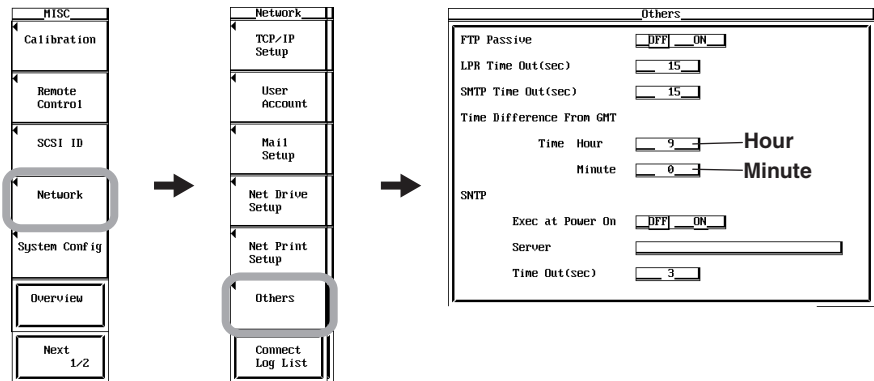 MISC
Calibration
Remote
Control
SCSI ID
Network
System Config
Overview
Next
1/2
Network
TCP/IP
Setup
User
Account
Mail
Setup
Net Drive
Setup
Net Print
Setup
Others
Connect
Log List
Others
FTP Passive OFF ON
LPR Time Out(sec) 15
SMTP Time Out(sec) 15
Time Difference From GMT
Time Hour 9 Hour
Minute 0 Minute
SNTP
Exec at Power On OFF ON
Server
Time Out(sec) 3